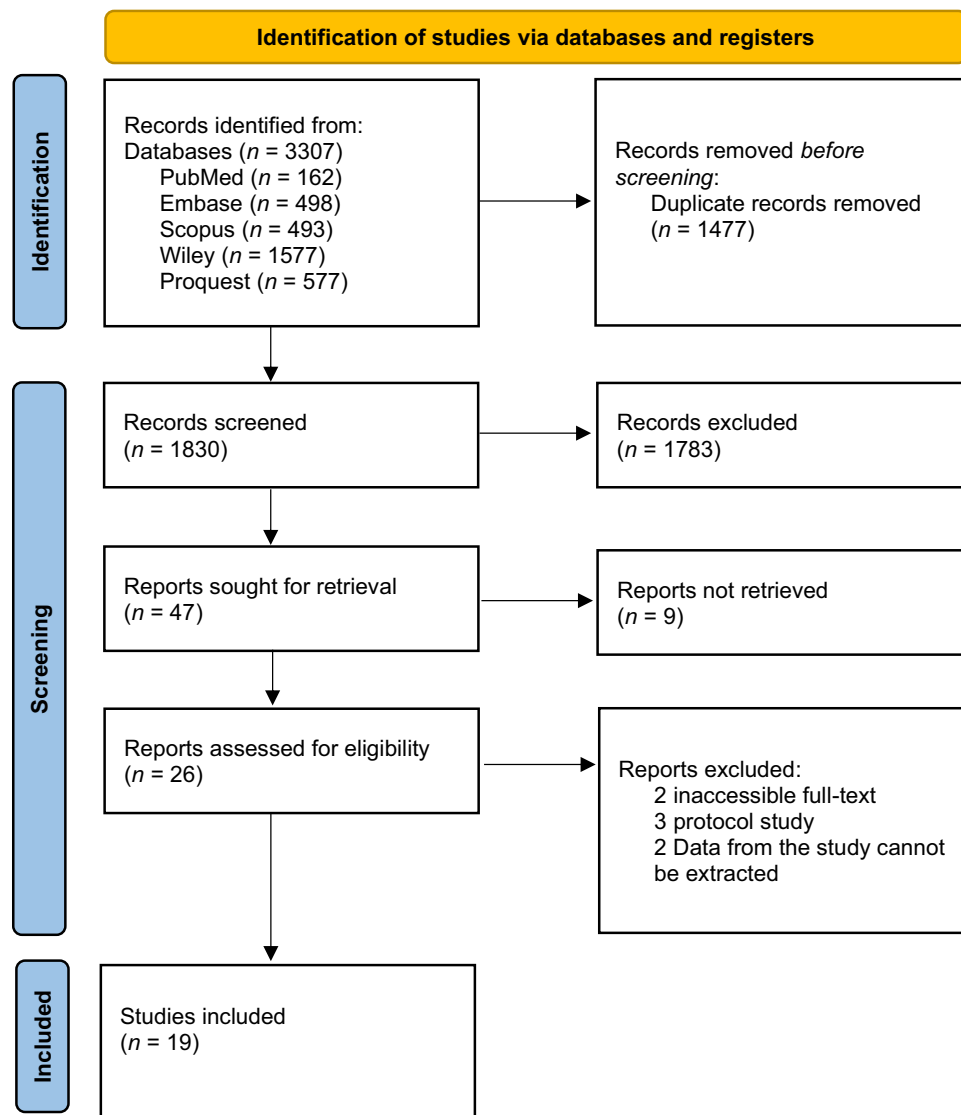 Identification of studies via databases and registers
Identification
Records identified from:
Databases (n = 3307)
PubMed (n = 162)
Embase (n = 498)
Scopus (n = 493)
Wiley (n = 1577)
Proquest (n = 577)
Records removed before
screening:
Duplicate records removed
(n = 1477)
Screening
Records screened
(n = 1830)
Records excluded
(n = 1783)
Reports sought for retrieval
(n = 47)
Reports not retrieved
(n = 9)
Reports assessed for eligibility
(n = 26)
Reports excluded:
2 inaccessible full-text
3 protocol study
2 Data from the study cannot
be extracted
Included
Studies included
(n = 19)